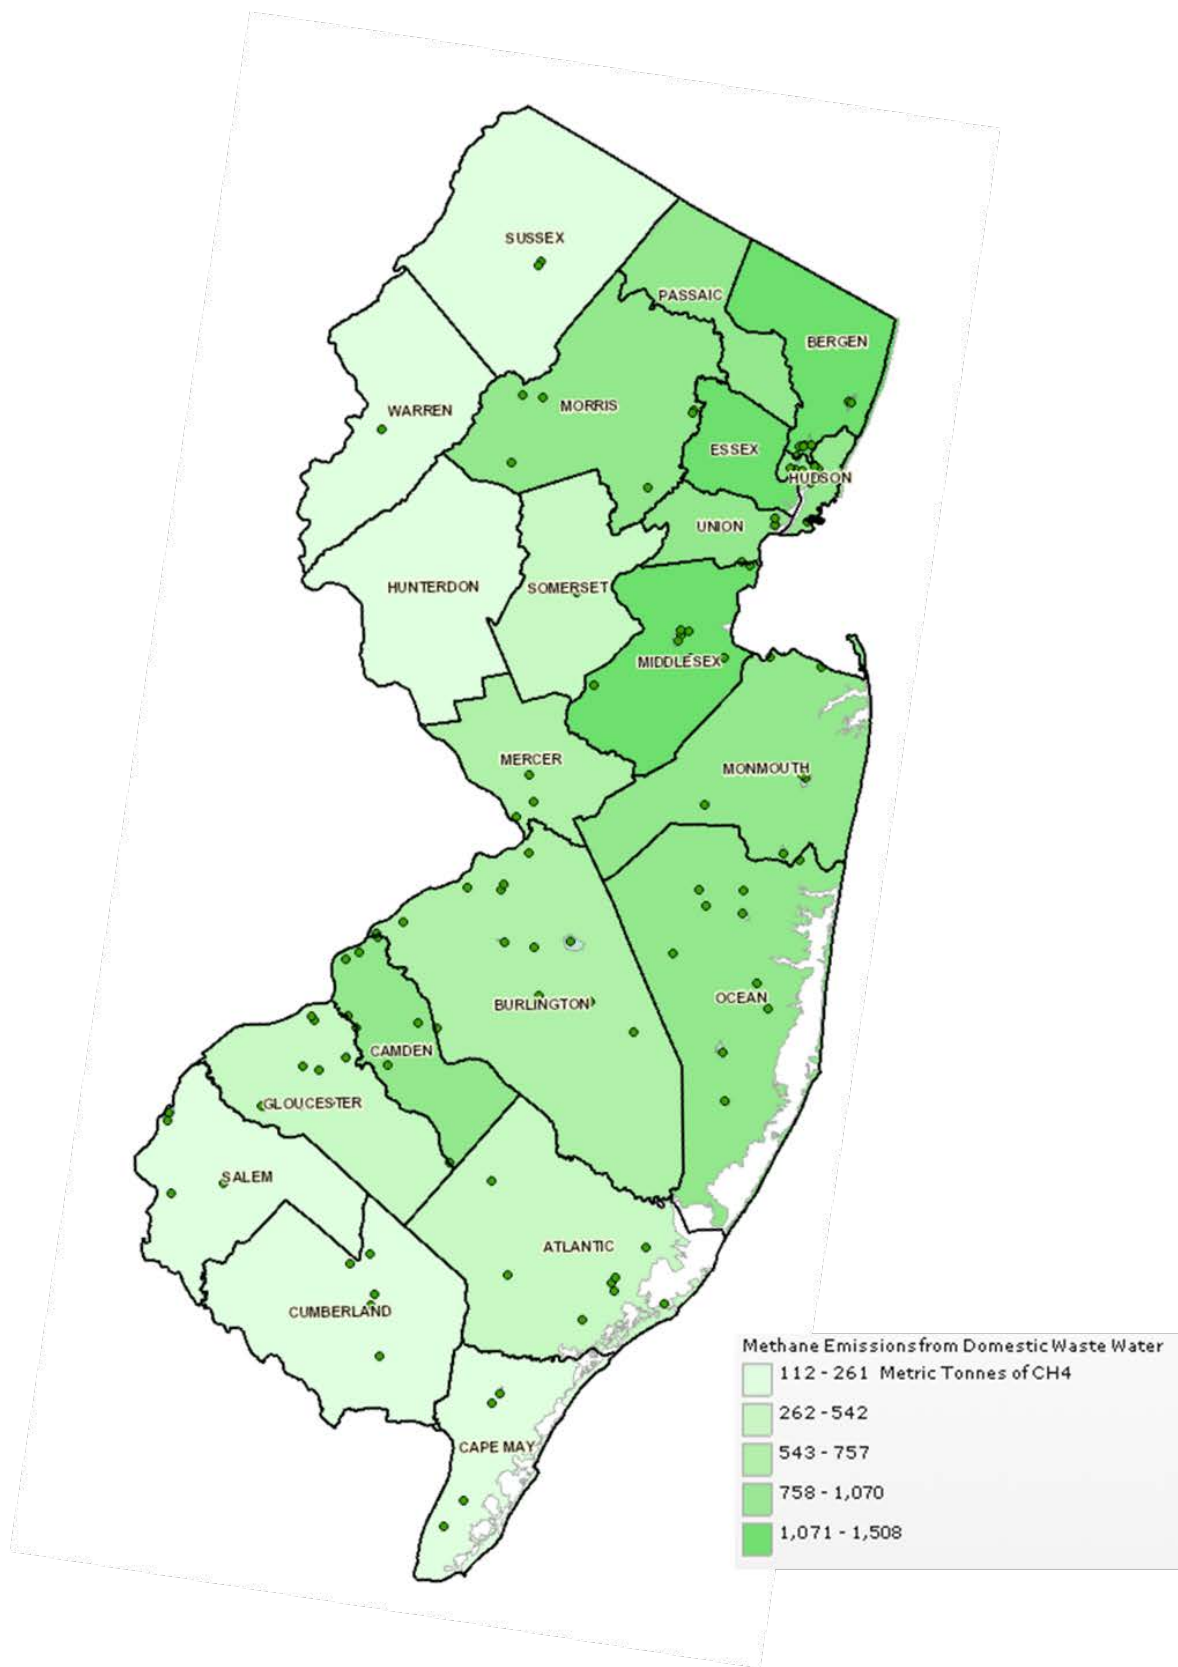 SUSSEX
PASSAIC
BERGEN
WARREN
MORRIS
ESSEX
HUDSON
UNION
HUNTERDON
SOMERSET
MIDDLESEX
MERCER
MONMOUTH
BURLINGTON
OCEAN
CAMDEN
GLOUCESTER
SALEM
ATLANTIC
CUMBERLAND
CAPE MAY
Methane Emissions from Domestic Waste Water
112 - 261 Metric Tonnes of CH4
262 - 542
543 - 757
758 - 1,070
1,071 - 1,508